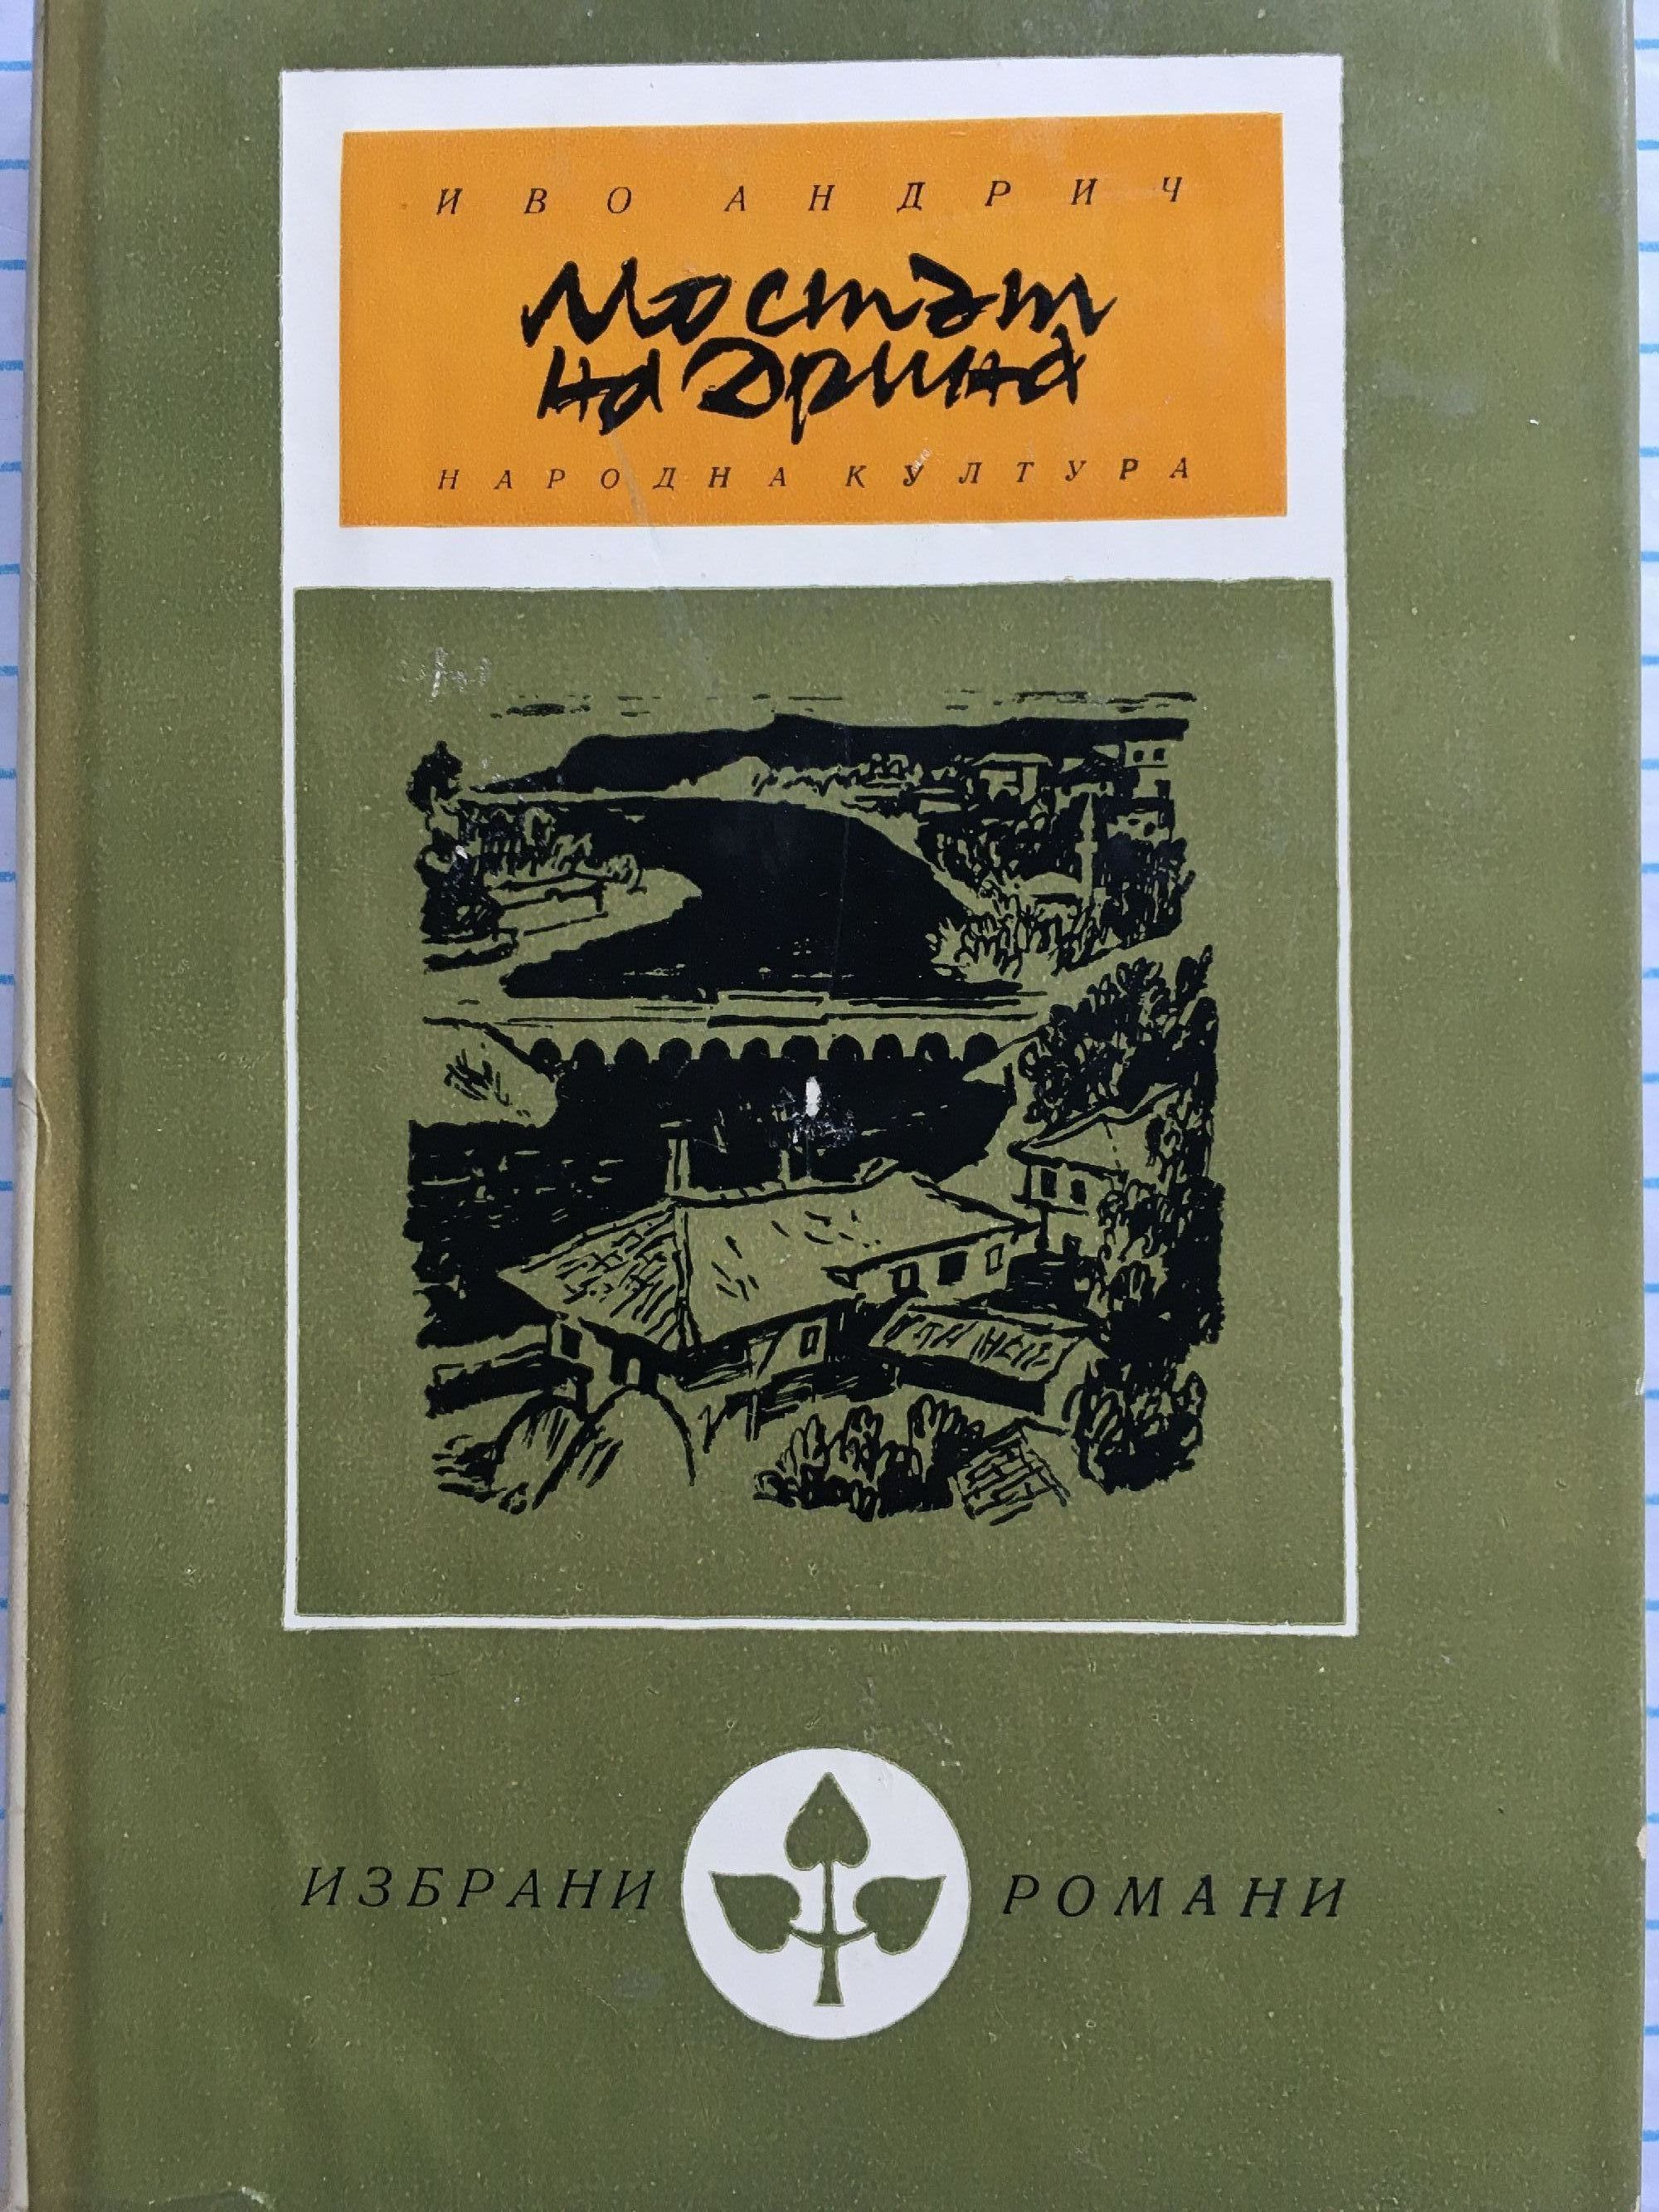 ИВО АНДРИЧ
Мостът
на Дрина
НАРОДНА КУЛТУРА
ИЗБРАНИ РОМАНИ